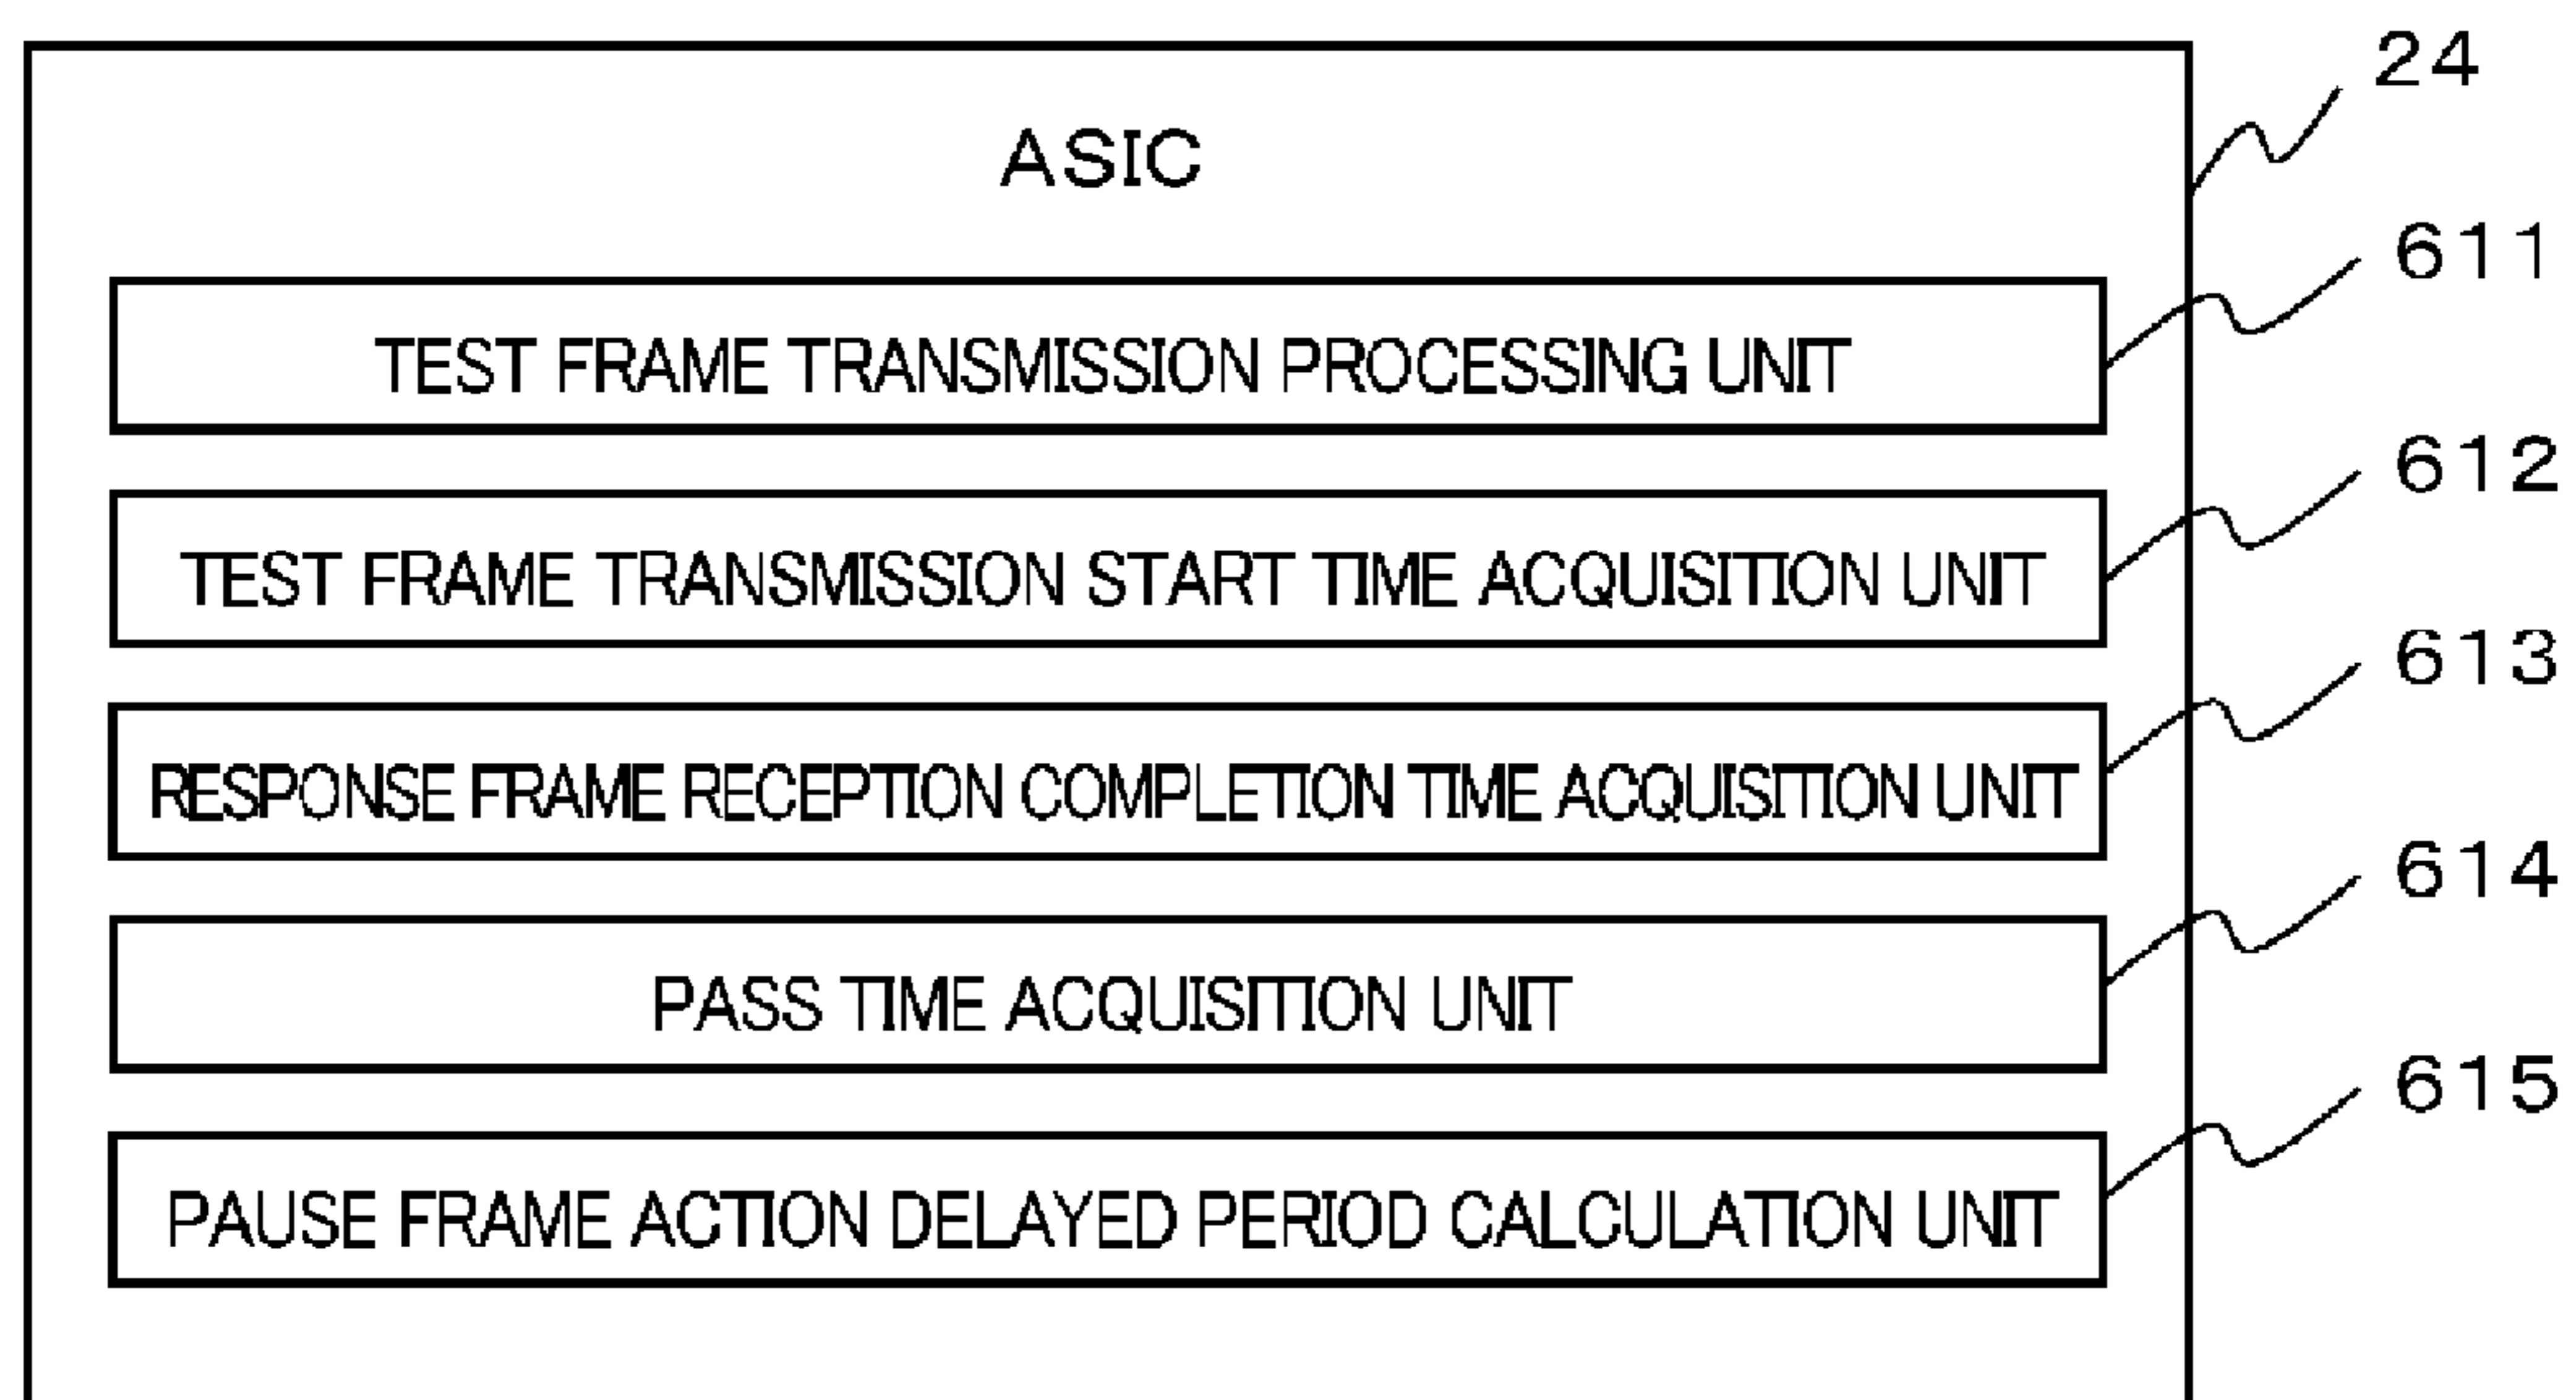 24
ASIC
611
TEST FRAME TRANSMISSION PROCESSING UNIT
612
TEST FRAME TRANSMISSION START TIME ACQUISITION UNIT
613
RESPONSE FRAME RECEPTION COMPLETION TIME ACQUISITION UNIT
614
PASS TIME ACQUISITION UNIT
615
PAUSE FRAME ACTION DELAYED PERIOD CALCULATION UNIT